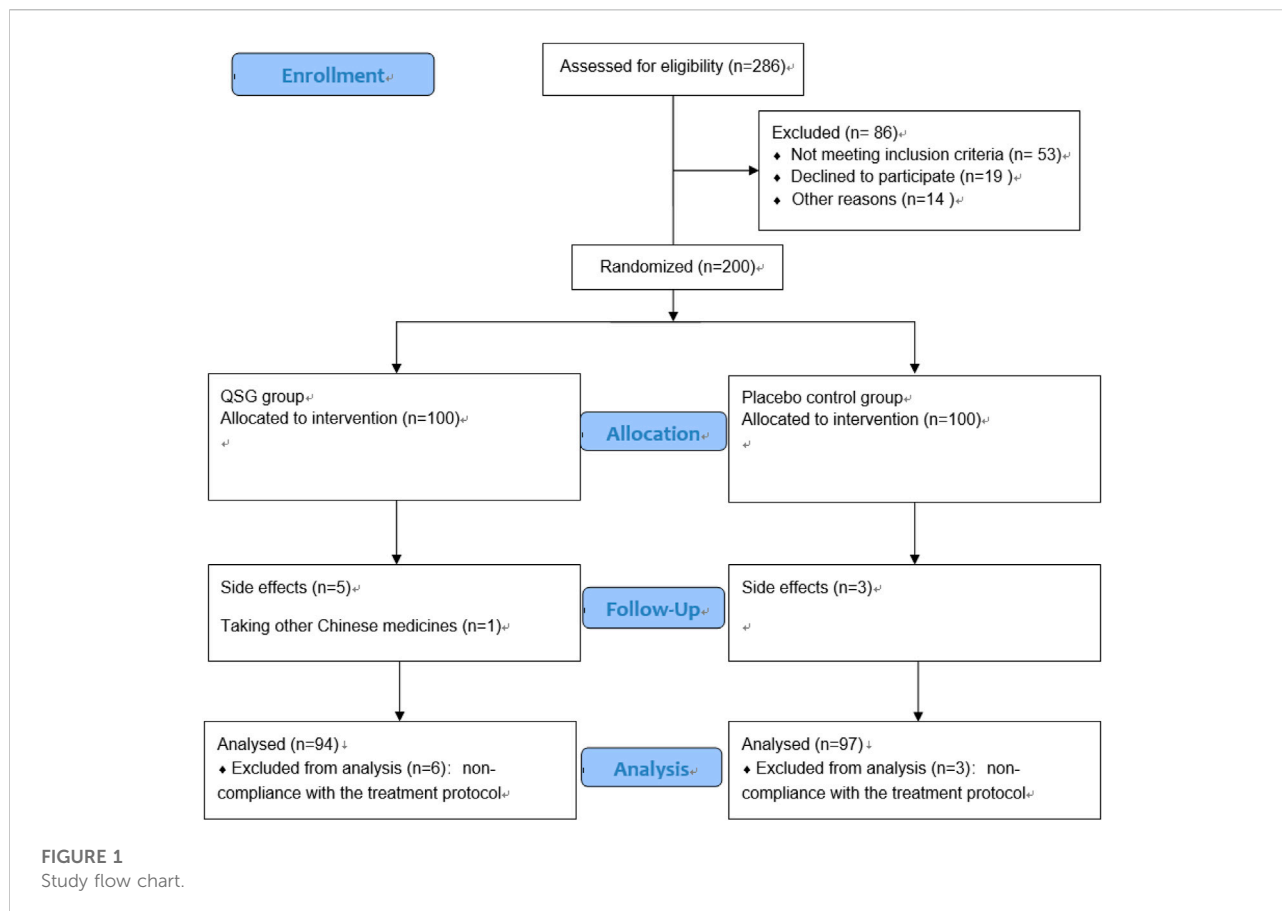 Enrollment
Assessed for eligibility (n=286)↵
Excluded (n= 86)↵
♦ Not meeting inclusion criteria (n= 53)↵
♦ Declined to participate (n=19 )↵
♦ Other reasons (n=14 )↵
Randomized (n=200)↵
QSG group↵
Allocated to intervention (n=100)↵
↵
Allocation↵
Placebo control group↵
Allocated to intervention (n=100)↵
↵
Side effects (n=5)↵
Taking other Chinese medicines (n=1)↵
Follow-Up↵
Side effects (n=3)↵
↵
Analysed (n=94)↓
♦ Excluded from analysis (n=6)：non-
compliance with the treatment protocol↵
Analysis↵
Analysed (n=97)↓
♦ Excluded from analysis (n=3)：non-
compliance with the treatment protocol↵
FIGURE 1
Study flow chart.